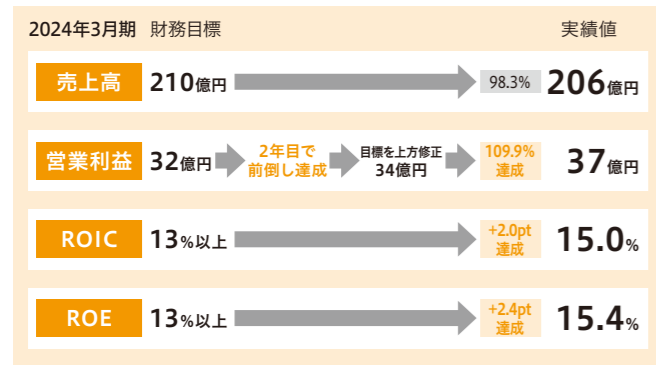 2024年3月期 財務目標 実績値
売上高 210億円 98.3% 206億円
営業利益 32億円 2年目で 前倒し達成 目標を上方修正 34億円 109.9% 達成 37億円
ROIC 13%以上 +2.0pt 達成 15.0%
ROE 13%以上 +2.4pt 達成 15.4%